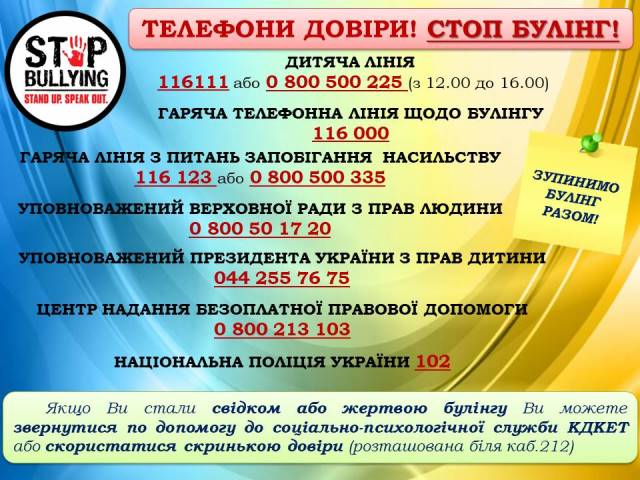 ТЕЛЕФОНИ ДОВІРИ! СТОП БУЛІНГ!
STOP
BULLYING
STAND UP. SPEAK OUT.
ДИТЯЧА ЛІНІЯ
116111 або 0 800 500 225 (з 12.00 до 16.00)
ГАРЯЧА ТЕЛЕФОННА ЛІНІЯ ЩОДО БУЛІНГУ
116 000
ГАРЯЧА ЛІНІЯ З ПИТАНЬ ЗАПОБІГАННЯ НАСИЛЬСТВУ
116 123 або 0 800 500 335
ЗУПИНИМО
БУЛІНГ
РАЗОМ!
УПОВНОВАЖЕНИЙ ВЕРХОВНОЇ РАДИ З ПРАВ ЛЮДИНИ
0 800 50 17 20
УПОВНОВАЖЕНИЙ ПРЕЗИДЕНТА УКРАЇНИ З ПРАВ ДИТИНИ
044 255 76 75
ЦЕНТР НАДАННЯ БЕЗОПЛАТНОЇ ПРАВОВОЇ ДОПОМОГИ
0 800 213 103
НАЦІОНАЛЬНА ПОЛІЦІЯ УКРАЇНИ 102
Якщо Ви стали свідком або жертвою булінгу Ви можете
звернутися по допомогу до соціально-психологічної служби КДКЕТ
або скористатися скринькою довіри (розташована біля каб.212)